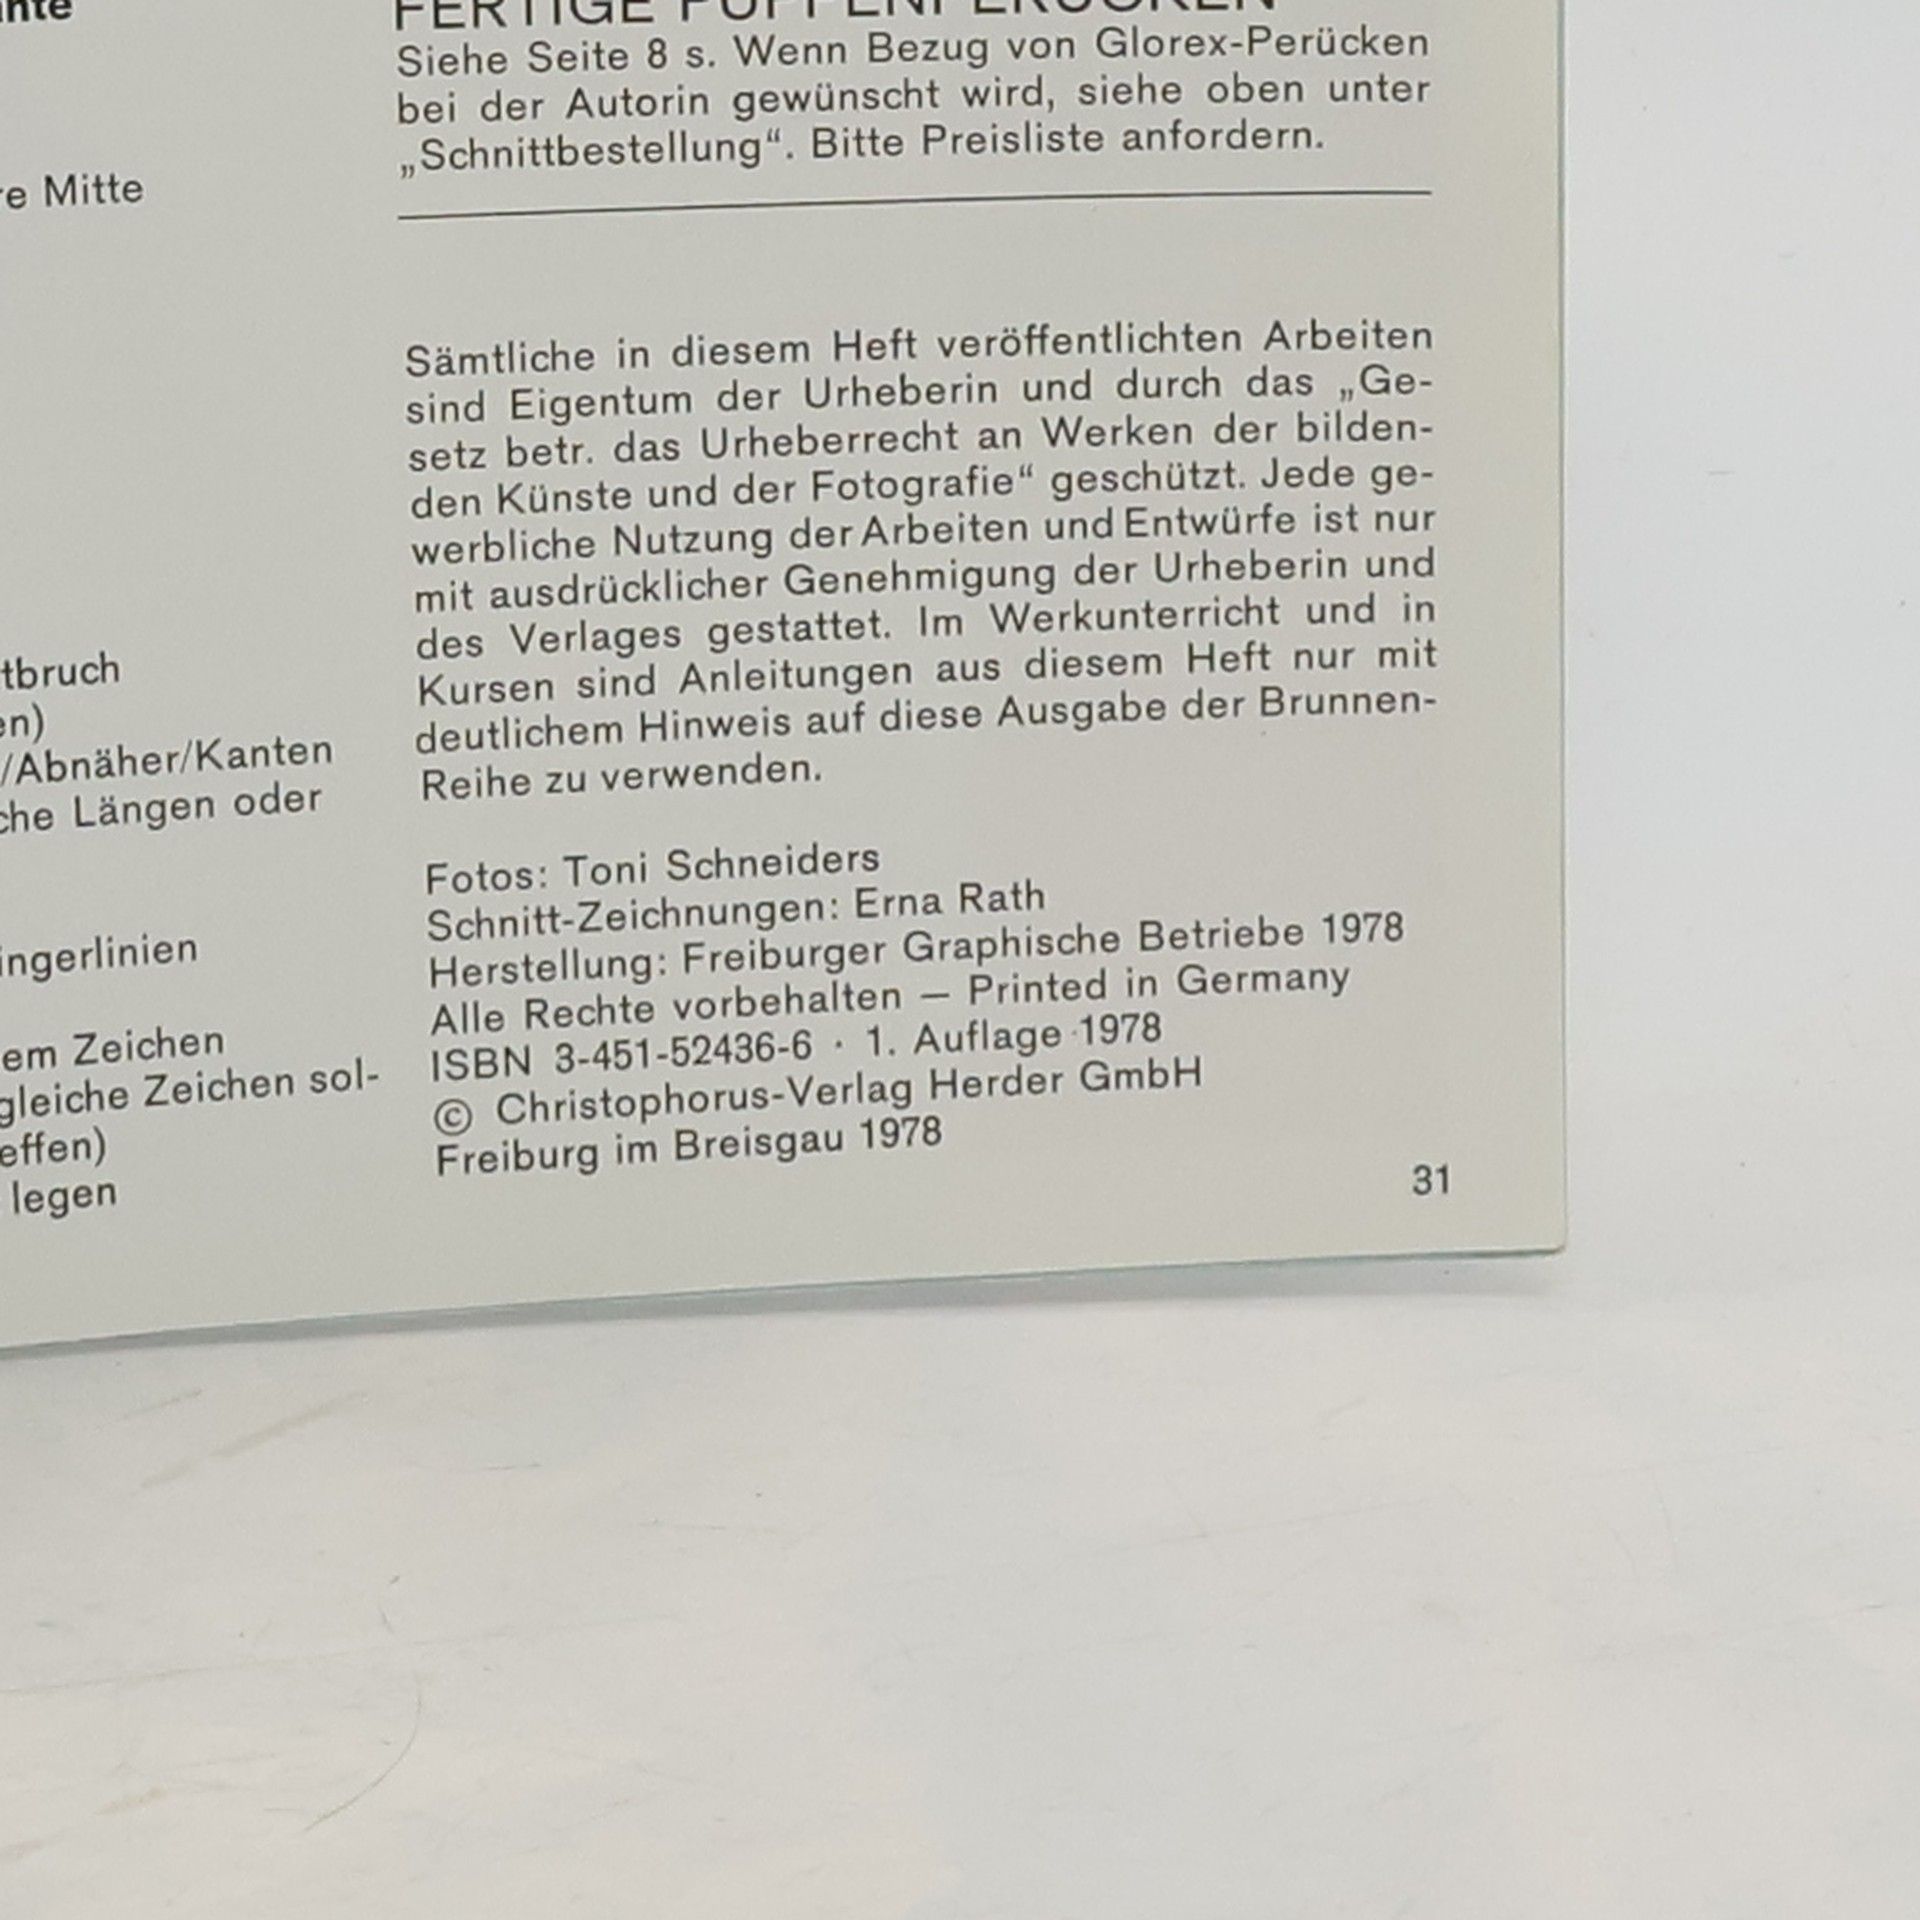 re Mitte
tbruch
en)
/Abnäher/Kanten
che Längen oder
ingerlinien
em Zeichen
gleiche Zeichen sol-
effen)
legen
FERTIGE PUPPENPERÜCKEN
Siehe Seite 8 s. Wenn Bezug von Glorex-Perücken
bei der Autorin gewünscht wird, siehe oben unter
„Schnittbestellung“. Bitte Preisliste anfordern.
Sämtliche in diesem Heft veröffentlichten Arbeiten
sind Eigentum der Urheberin und durch das „Ge-
setz betr. das Urheberrecht an Werken der bilden-
den Künste und der Fotografie“ geschützt. Jede ge-
werbliche Nutzung der Arbeiten und Entwürfe ist nur
mit ausdrücklicher Genehmigung der Urheberin und
des Verlages gestattet. Im Werkunterricht und in
Kursen sind Anleitungen aus diesem Heft nur mit
deutlichem Hinweis auf diese Ausgabe der Brunnen-
Reihe zu verwenden.
Fotos: Toni Schneiders
Schnitt-Zeichnungen: Erna Rath
Herstellung: Freiburger Graphische Betriebe 1978
Alle Rechte vorbehalten — Printed in Germany
ISBN 3-451-52436-6 · 1. Auflage 1978
© Christophorus-Verlag Herder GmbH
Freiburg im Breisgau 1978
31